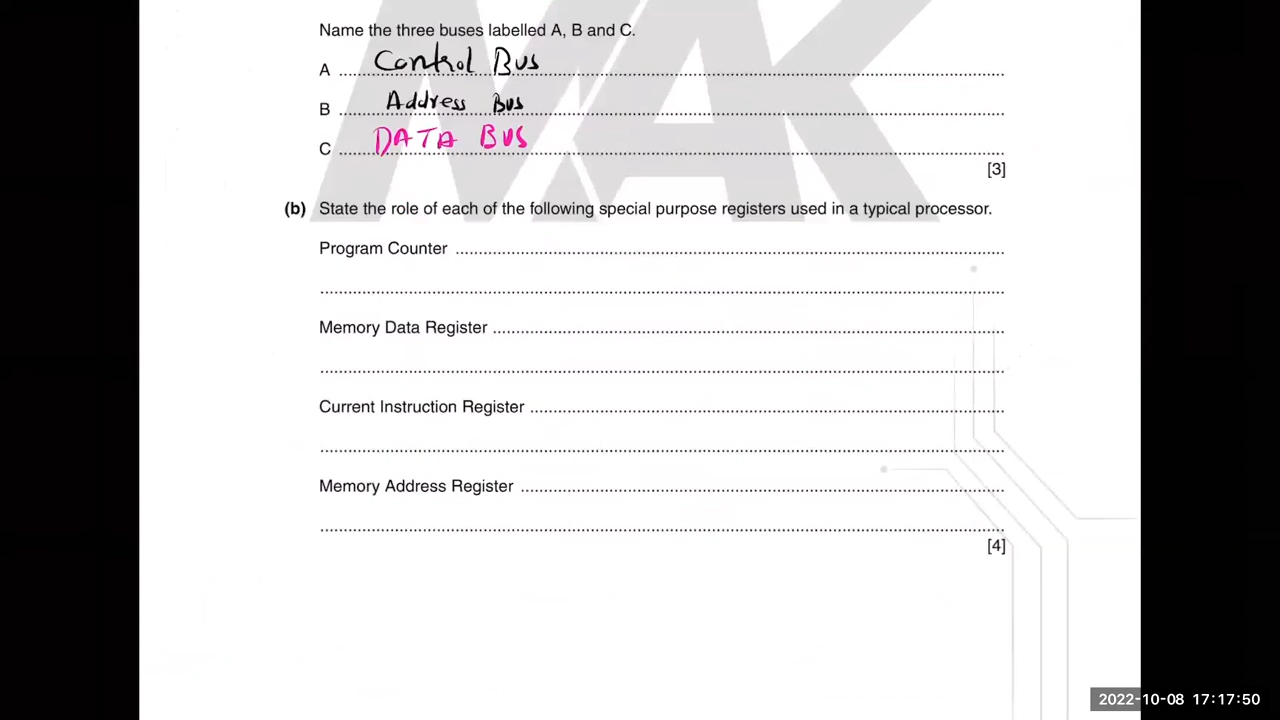 Name the three buses labelled A, B and C.
A ........ Control Bus
B ........ Address Bus
C ........ DATA BUS
[3]
(b) State the role of each of the following special purpose registers used in a typical processor.
Program Counter ........
Memory Data Register ........
Current Instruction Register ........
Memory Address Register ........
[4]
2022-10-08 17:17:50